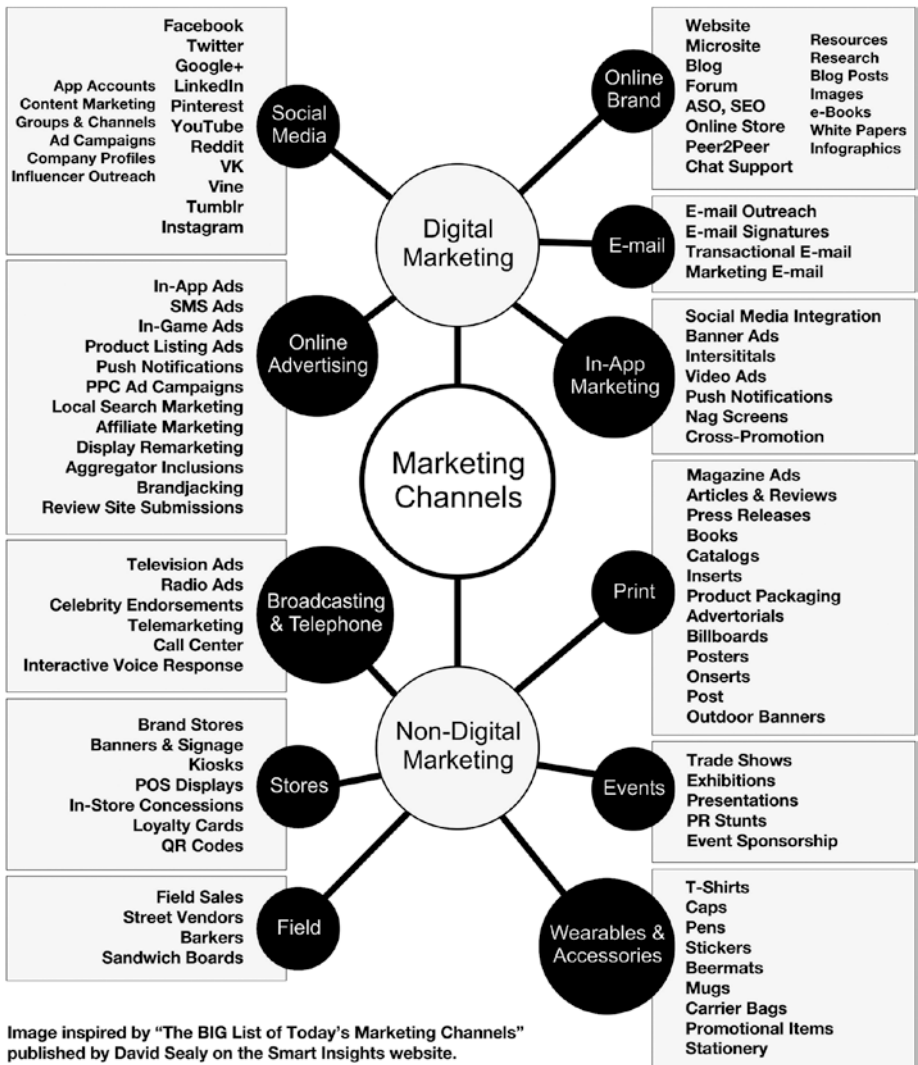 Facebook
Twitter
Google+
LinkedIn
Pinterest
YouTube
Reddit
VK
Vine
Tumblr
Instagram
App Accounts
Content Marketing
Groups & Channels
Ad Campaigns
Company Profiles
Influencer Outreach
Social
Media
Online
Brand
Website
Microsite
Blog
Forum
ASO, SEO
Online Store
Peer2Peer
Chat Support
Resources
Research
Blog Posts
Images
e-Books
White Papers
Infographics
Digital
Marketing
E-mail
E-mail Outreach
E-mail Signatures
Transactional E-mail
Marketing E-mail
In-App Ads
SMS Ads
In-Game Ads
Product Listing Ads
Push Notifications
PPC Ad Campaigns
Local Search Marketing
Affiliate Marketing
Display Remarketing
Aggregator Inclusions
Brandjacking
Review Site Submissions
Online
Advertising
In-App
Marketing
Social Media Integration
Banner Ads
Intersititals
Video Ads
Push Notifications
Nag Screens
Cross-Promotion
Marketing
Channels
Television Ads
Radio Ads
Celebrity Endorsements
Telemarketing
Call Center
Interactive Voice Response
Broadcasting
& Telephone
Print
Magazine Ads
Articles & Reviews
Press Releases
Books
Catalogs
Inserts
Product Packaging
Advertorials
Billboards
Posters
Onserts
Post
Outdoor Banners
Non-Digital
Marketing
Brand Stores
Banners & Signage
Kiosks
POS Displays
In-Store Concessions
Loyalty Cards
QR Codes
Stores
Events
Trade Shows
Exhibitions
Presentations
PR Stunts
Event Sponsorship
Field Sales
Street Vendors
Barkers
Sandwich Boards
Field
Wearables &
Accessories
T-Shirts
Caps
Pens
Stickers
Beermats
Mugs
Carrier Bags
Promotional Items
Stationery
Image inspired by “The BIG List of Today’s Marketing Channels”
published by David Sealy on the Smart Insights website.